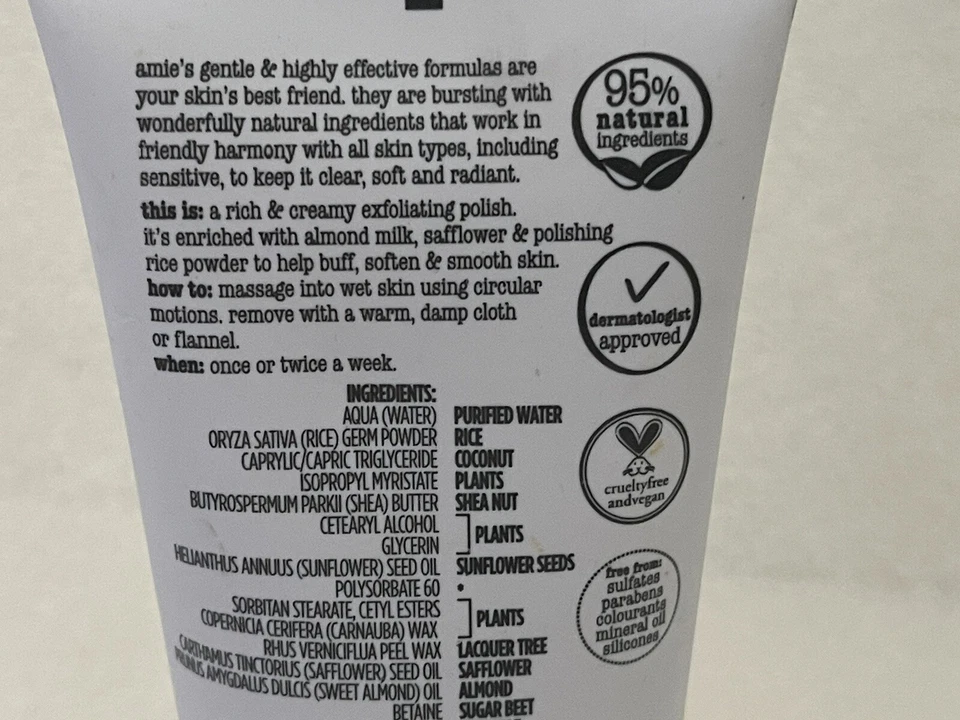 amie's gentle & highly effective formulas are
your skin's best friend. they are bursting with
wonderfully natural ingredients that work in
friendly harmony with all skin types, including
sensitive, to keep it clear, soft and radiant.
this is: a rich & creamy exfoliating polish.
it's enriched with almond milk, safflower & polishing
rice powder to help buff, soften & smooth skin.
how to: massage into wet skin using circular
motions. remove with a warm, damp cloth
or flannel.
when: once or twice a week.
95%
natural
ingredients
dermatologist
approved
crueltyfree
andvegan
free from:
sulfates
parabens
colourants
mineral oil
silicones
INGREDIENTS:
AQUA (WATER) PURIFIED WATER
ORYZA SATIVA (RICE) GERM POWDER RICE
CAPRYLIC/CAPRIC TRIGLYCERIDE COCONUT
ISOPROPYL MYRISTATE PLANTS
BUTYROSPERMUM PARKII (SHEA) BUTTER SHEA NUT
CETEARYL ALCOHOL
GLYCERIN PLANTS
HELIANTHUS ANNUUS (SUNFLOWER) SEED OIL SUNFLOWER SEEDS
POLYSORBATE 60 •
SORBITAN STEARATE, CETYL ESTERS
COPERNICIA CERIFERA (CARNAUBA) WAX PLANTS
RHUS VERNICIFLUA PEEL WAX LACQUER TREE
CARTHAMUS TINCTORIUS (SAFFLOWER) SEED OIL SAFFLOWER
PRUNUS AMYGDALUS DULCIS (SWEET ALMOND) OIL ALMOND
BETAINE SUGAR BEET